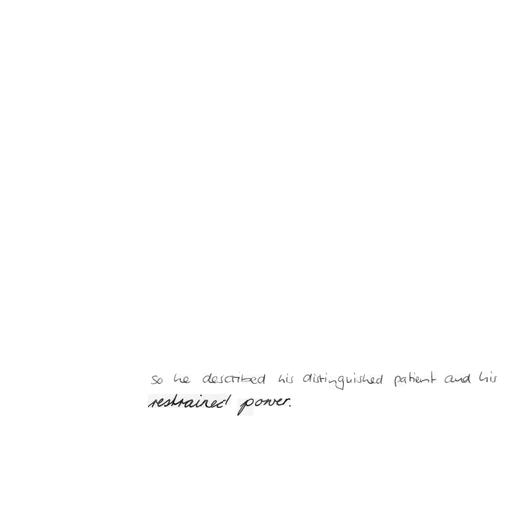 so he described his distinguished patient and his
restrained power.